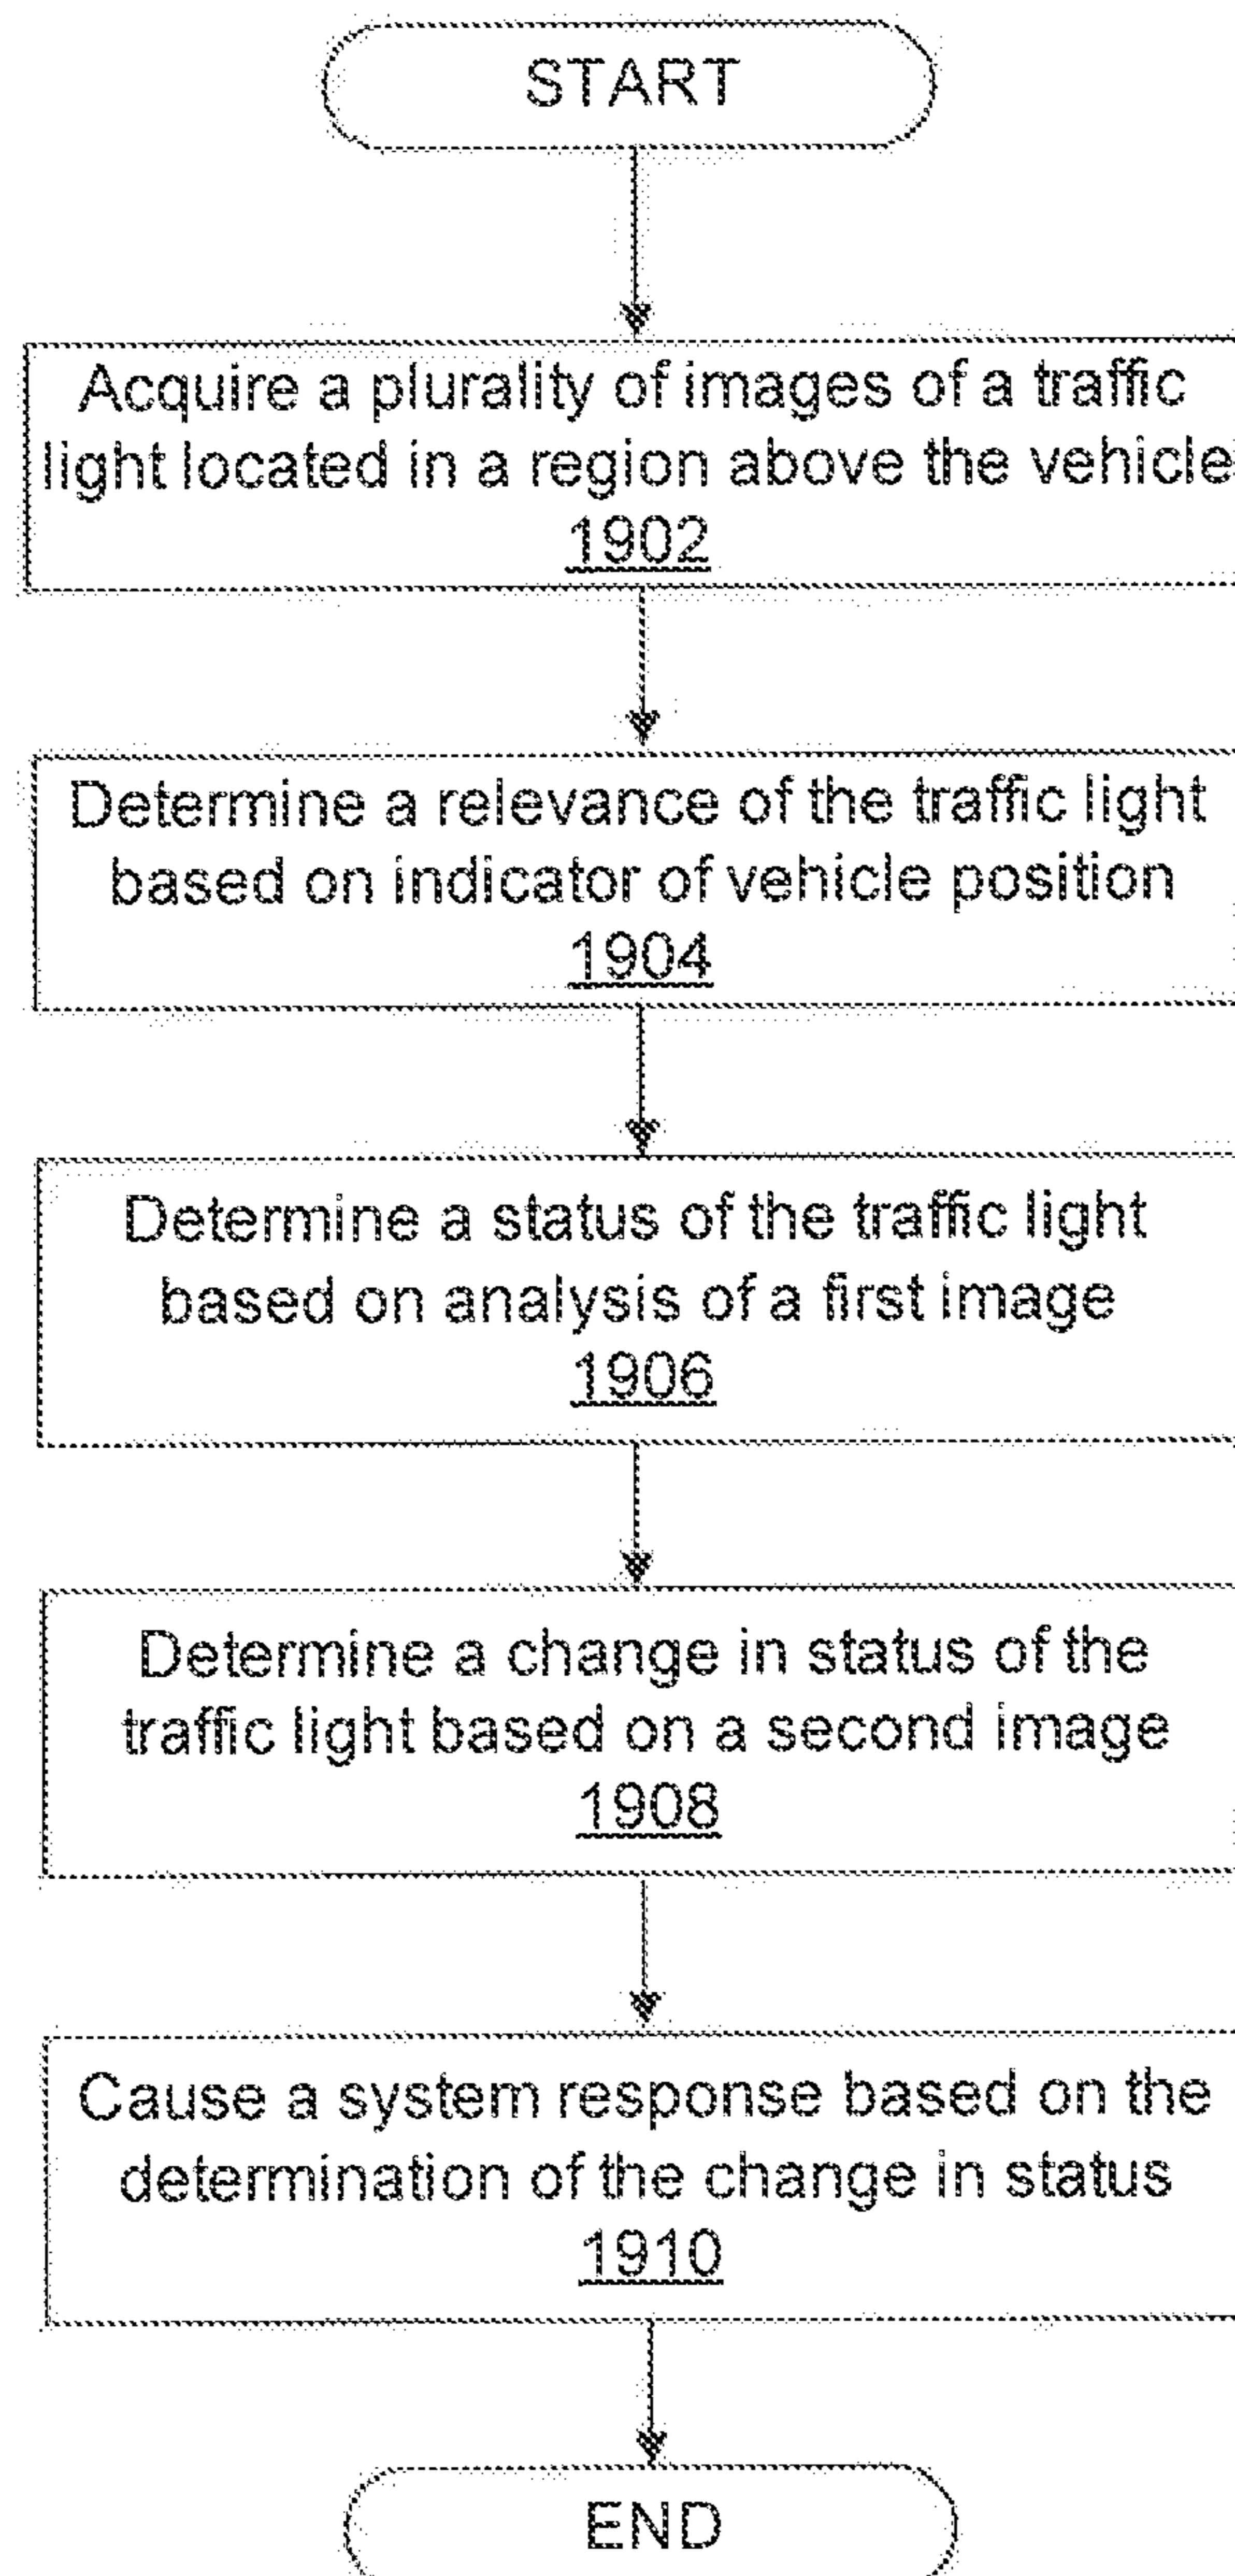 START
Acquire a plurality of images of a traffic
light located in a region above the vehicle
1902
Determine a relevance of the traffic light
based on indicator of vehicle position
1904
Determine a status of the traffic light
based on analysis of a first image
1906
Determine a change in status of the
traffic light based on a second image
1908
Cause a system response based on the
determination of the change in status
1910
END